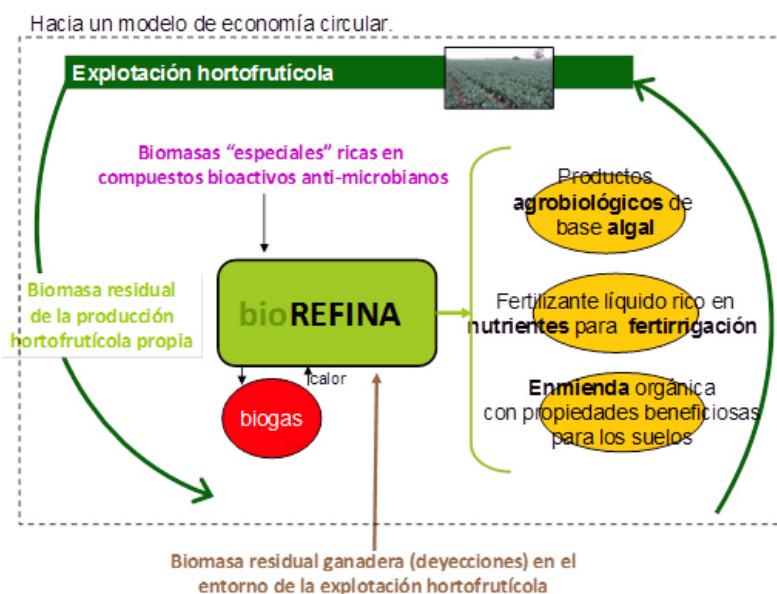 Hacia un modelo de economía circular.
Explotación hortofrutícola
Biomasas “especiales” ricas en
compuestos bioactivos anti-microbianos
Productos
agrobiológicos de
base algal
Biomasa residual
de la producción
hortofrutícola propia
bioREFINA
Fertilizante líquido rico en
nutrientes para fertirrigación
calor
biogas
Enmienda orgánica
con propiedades beneficiosas
para los suelos
Biomasa residual ganadera (deyecciones) en el
entorno de la explotación hortofrutícola